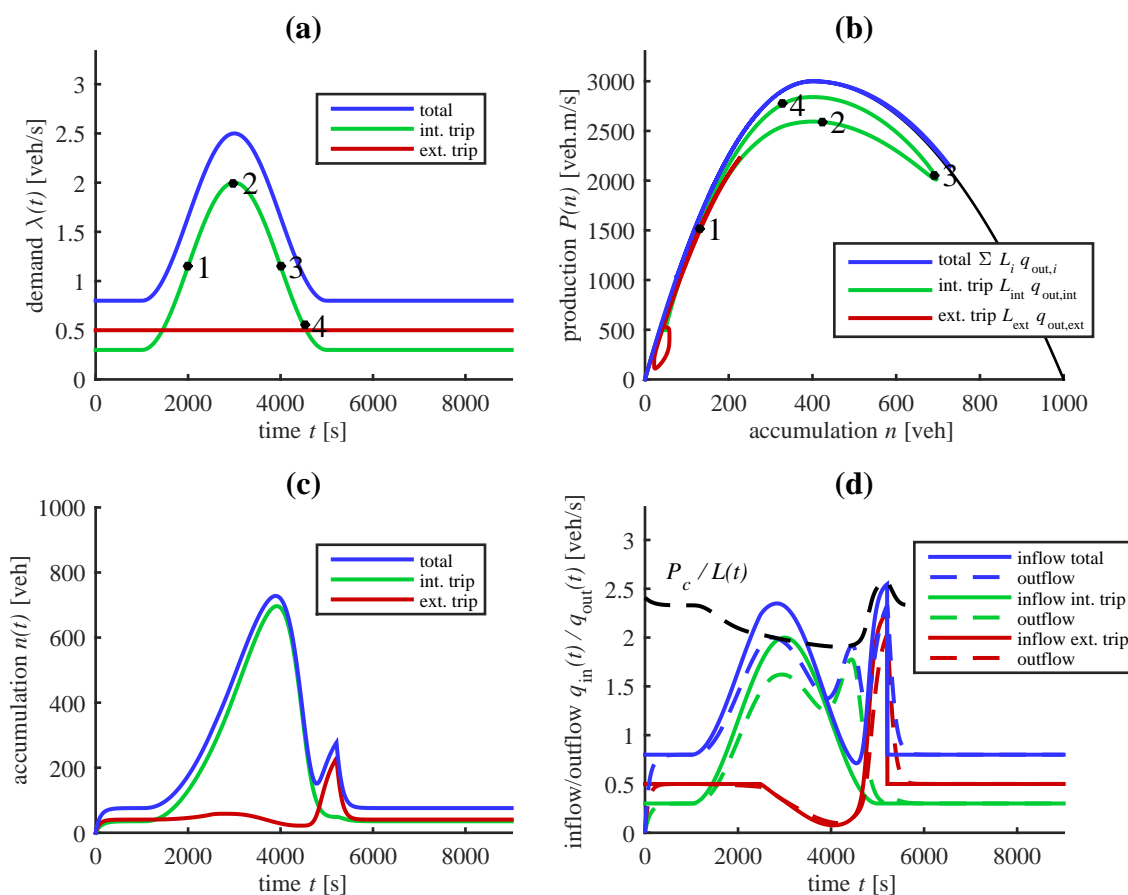 (a)
demand λ(t) [veh/s]
3
2.5
2
1.5
1
0.5
0
total
int. trip
ext. trip
1
2
3
4
0 2000 4000 6000 8000
time t [s]
(b)
production P(n) [veh.m/s]
3000
2500
2000
1500
1000
500
0
1
2
3
4
total Σ L_i q_out,i
int. trip L_int q_out,int
ext. trip L_ext q_out,ext
0 200 400 600 800 1000
accumulation n [veh]
(c)
accumulation n(t) [veh]
1000
800
600
400
200
0
total
int. trip
ext. trip
0 2000 4000 6000 8000
time t [s]
(d)
inflow/outflow q_in(t) / q_out(t) [veh/s]
3
2.5
2
1.5
1
0.5
0
P_c / L(t)
inflow total
outflow
inflow int. trip
outflow
inflow ext. trip
outflow
0 2000 4000 6000 8000
time t [s]